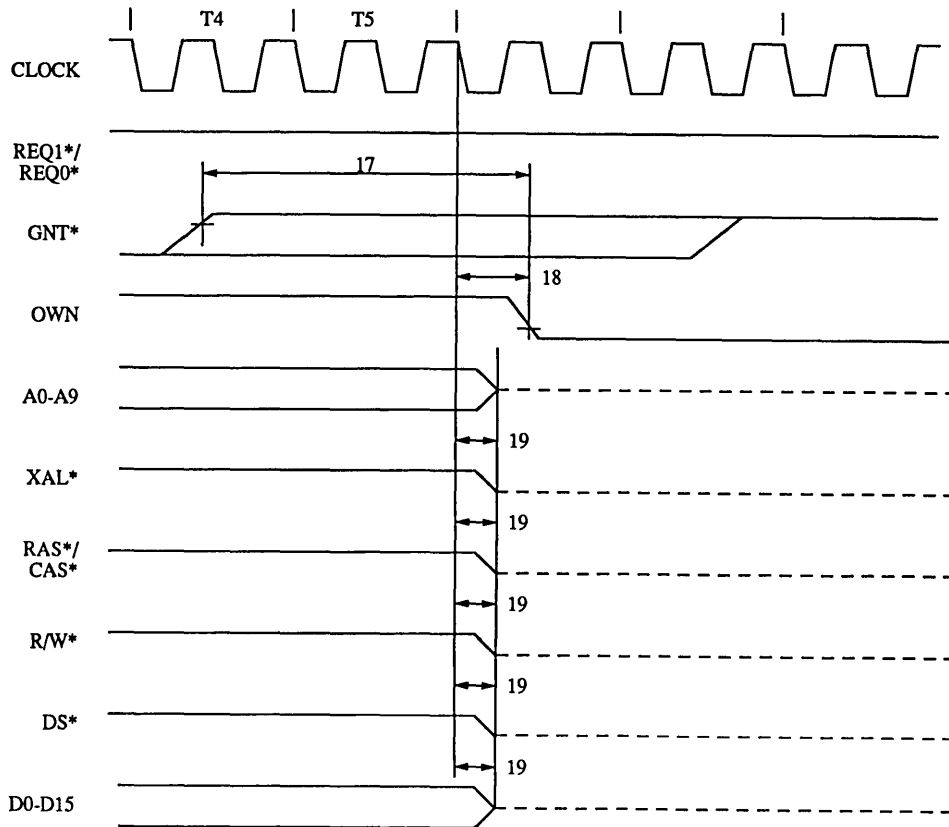 T4 T5
CLOCK
REQ1*/
REQ0*
17
GNT*
18
OWN
A0-A9
19
XAL*
19
RAS*/
CAS*
19
R/W*
19
DS*
19
D0-D15